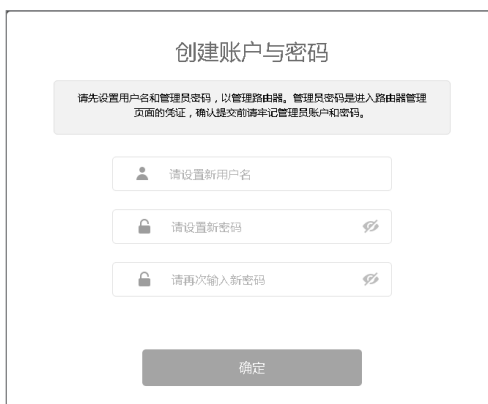 创建账户与密码
请先设置用户名和管理员密码，以管理路由器。管理员密码是进入路由器管理
页面的凭证，确认提交前请牢记管理员账户和密码。
请设置新用户名
请设置新密码
请再次输入新密码
确定